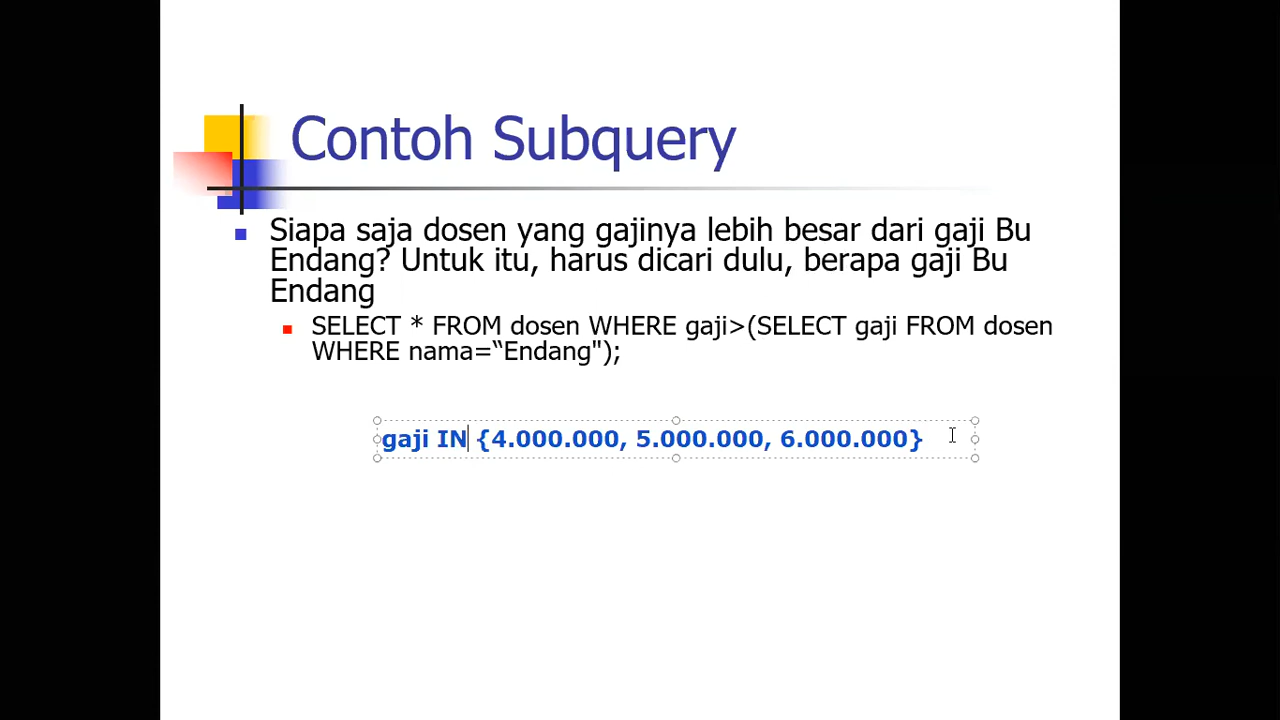 Contoh Subquery
Siapa saja dosen yang gajinya lebih besar dari gaji Bu
Endang? Untuk itu, harus dicari dulu, berapa gaji Bu
Endang
SELECT * FROM dosen WHERE gaji>(SELECT gaji FROM dosen
WHERE nama=“Endang");
gaji IN {4.000.000, 5.000.000, 6.000.000}